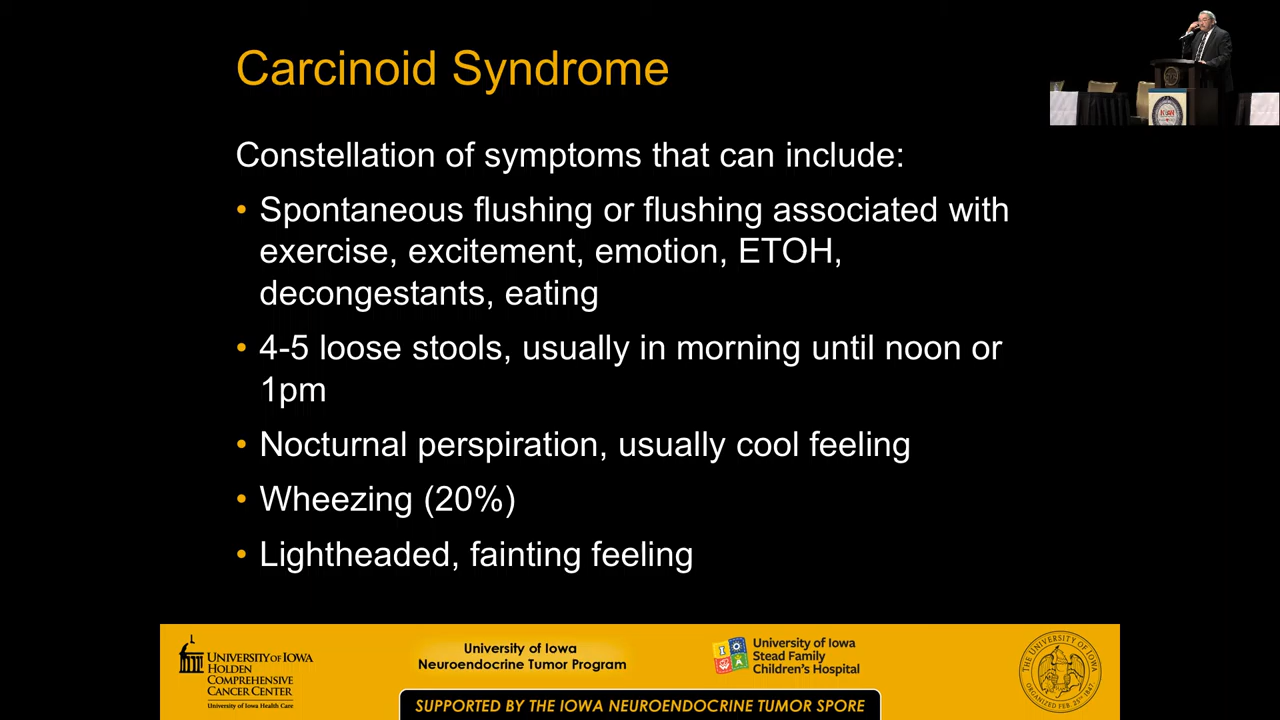 Carcinoid Syndrome
Constellation of symptoms that can include:
• Spontaneous flushing or flushing associated with
exercise, excitement, emotion, ETOH,
decongestants, eating
• 4-5 loose stools, usually in morning until noon or
1pm
• Nocturnal perspiration, usually cool feeling
• Wheezing (20%)
• Lightheaded, fainting feeling
UNIVERSITY OF IOWA
HOLDEN
COMPREHENSIVE
CANCER CENTER
University of Iowa Health Care
University of Iowa
Neuroendocrine Tumor Program
University of Iowa
Stead Family
Children's Hospital
THE UNIVERSITY OF IOWA
ORGANIZED FEB. 25TH 1847
SUPPORTED BY THE IOWA NEUROENDOCRINE TUMOR SPORE